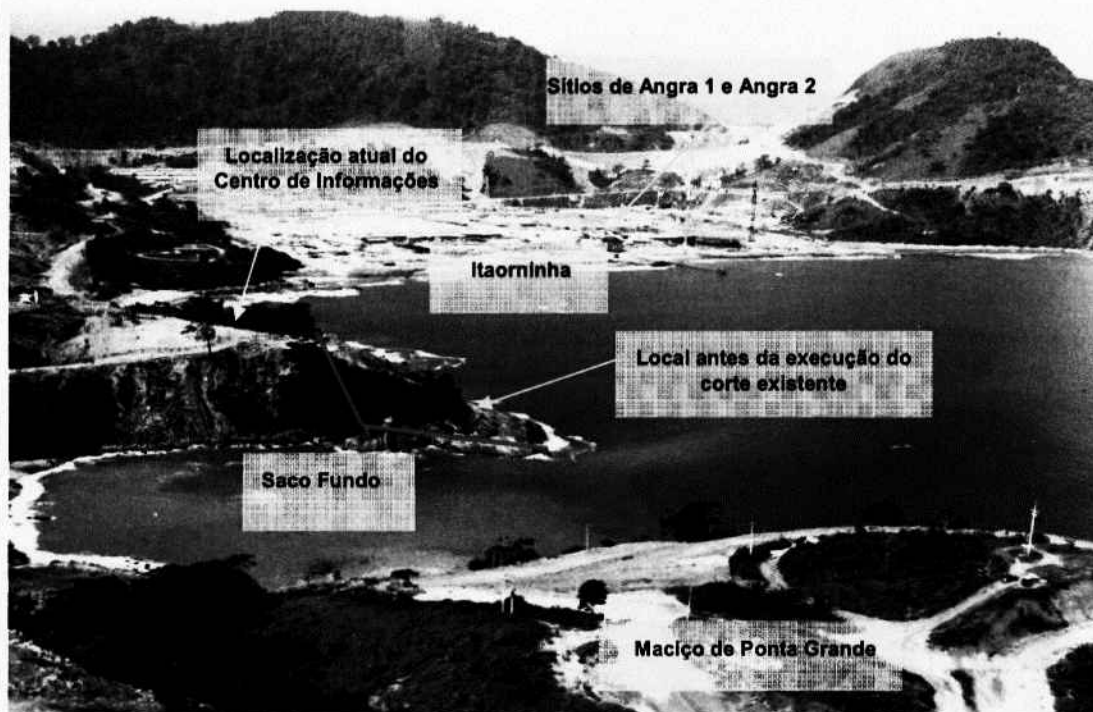 Sítios de Angra 1 e Angra 2
Localização atual do
Centro de Informações
Itaorninha
Local antes da execução do
corte existente
Saco Fundo
Maciço de Ponta Grande